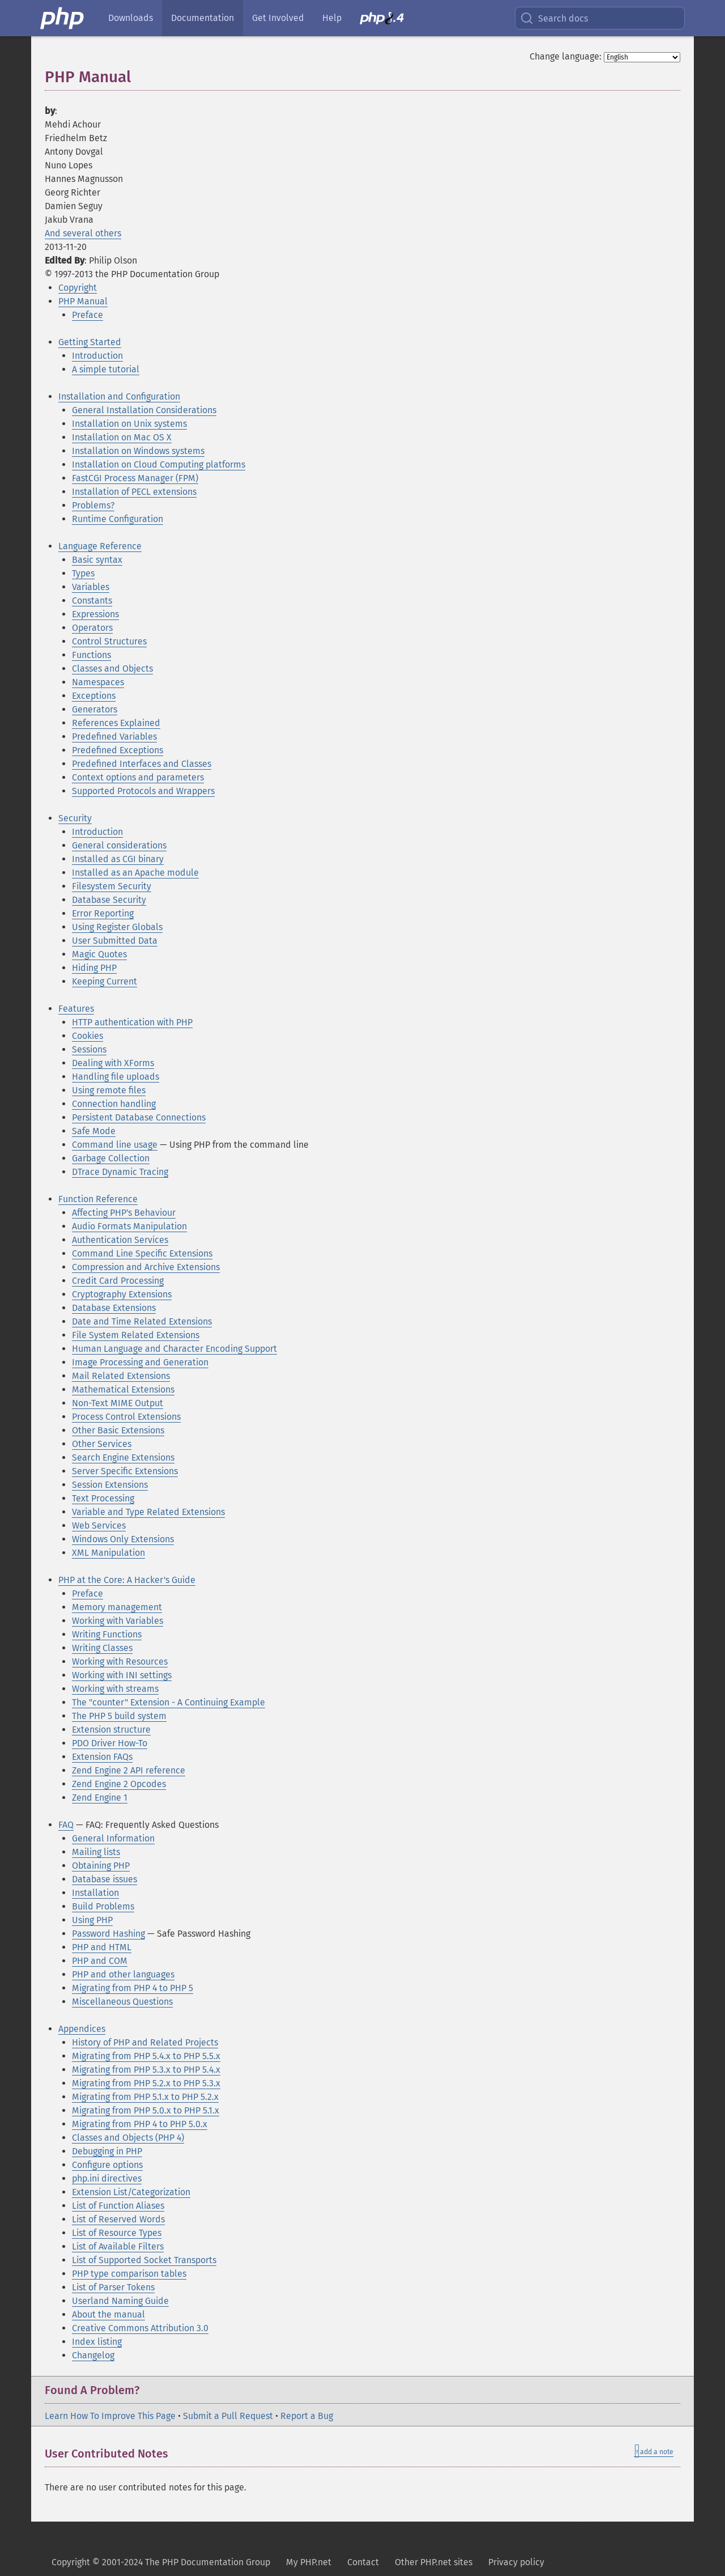 php
Downloads
Documentation
Get Involved
Help
php8.4
Search docs
Change language: English
PHP Manual
by:
Mehdi Achour
Friedhelm Betz
Antony Dovgal
Nuno Lopes
Hannes Magnusson
Georg Richter
Damien Seguy
Jakub Vrana
And several others
2013-11-20
Edited By: Philip Olson
© 1997-2013 the PHP Documentation Group
Copyright
PHP Manual
Preface
Getting Started
Introduction
A simple tutorial
Installation and Configuration
General Installation Considerations
Installation on Unix systems
Installation on Mac OS X
Installation on Windows systems
Installation on Cloud Computing platforms
FastCGI Process Manager (FPM)
Installation of PECL extensions
Problems?
Runtime Configuration
Language Reference
Basic syntax
Types
Variables
Constants
Expressions
Operators
Control Structures
Functions
Classes and Objects
Namespaces
Exceptions
Generators
References Explained
Predefined Variables
Predefined Exceptions
Predefined Interfaces and Classes
Context options and parameters
Supported Protocols and Wrappers
Security
Introduction
General considerations
Installed as CGI binary
Installed as an Apache module
Filesystem Security
Database Security
Error Reporting
Using Register Globals
User Submitted Data
Magic Quotes
Hiding PHP
Keeping Current
Features
HTTP authentication with PHP
Cookies
Sessions
Dealing with XForms
Handling file uploads
Using remote files
Connection handling
Persistent Database Connections
Safe Mode
Command line usage — Using PHP from the command line
Garbage Collection
DTrace Dynamic Tracing
Function Reference
Affecting PHP's Behaviour
Audio Formats Manipulation
Authentication Services
Command Line Specific Extensions
Compression and Archive Extensions
Credit Card Processing
Cryptography Extensions
Database Extensions
Date and Time Related Extensions
File System Related Extensions
Human Language and Character Encoding Support
Image Processing and Generation
Mail Related Extensions
Mathematical Extensions
Non-Text MIME Output
Process Control Extensions
Other Basic Extensions
Other Services
Search Engine Extensions
Server Specific Extensions
Session Extensions
Text Processing
Variable and Type Related Extensions
Web Services
Windows Only Extensions
XML Manipulation
PHP at the Core: A Hacker's Guide
Preface
Memory management
Working with Variables
Writing Functions
Writing Classes
Working with Resources
Working with INI settings
Working with streams
The "counter" Extension - A Continuing Example
The PHP 5 build system
Extension structure
PDO Driver How-To
Extension FAQs
Zend Engine 2 API reference
Zend Engine 2 Opcodes
Zend Engine 1
FAQ — FAQ: Frequently Asked Questions
General Information
Mailing lists
Obtaining PHP
Database issues
Installation
Build Problems
Using PHP
Password Hashing — Safe Password Hashing
PHP and HTML
PHP and COM
PHP and other languages
Migrating from PHP 4 to PHP 5
Miscellaneous Questions
Appendices
History of PHP and Related Projects
Migrating from PHP 5.4.x to PHP 5.5.x
Migrating from PHP 5.3.x to PHP 5.4.x
Migrating from PHP 5.2.x to PHP 5.3.x
Migrating from PHP 5.1.x to PHP 5.2.x
Migrating from PHP 5.0.x to PHP 5.1.x
Migrating from PHP 4 to PHP 5.0.x
Classes and Objects (PHP 4)
Debugging in PHP
Configure options
php.ini directives
Extension List/Categorization
List of Function Aliases
List of Reserved Words
List of Resource Types
List of Available Filters
List of Supported Socket Transports
PHP type comparison tables
List of Parser Tokens
Userland Naming Guide
About the manual
Creative Commons Attribution 3.0
Index listing
Changelog
Found A Problem?
Learn How To Improve This Page • Submit a Pull Request • Report a Bug
User Contributed Notes
add a note
There are no user contributed notes for this page.
Copyright © 2001-2024 The PHP Documentation Group
My PHP.net
Contact
Other PHP.net sites
Privacy policy